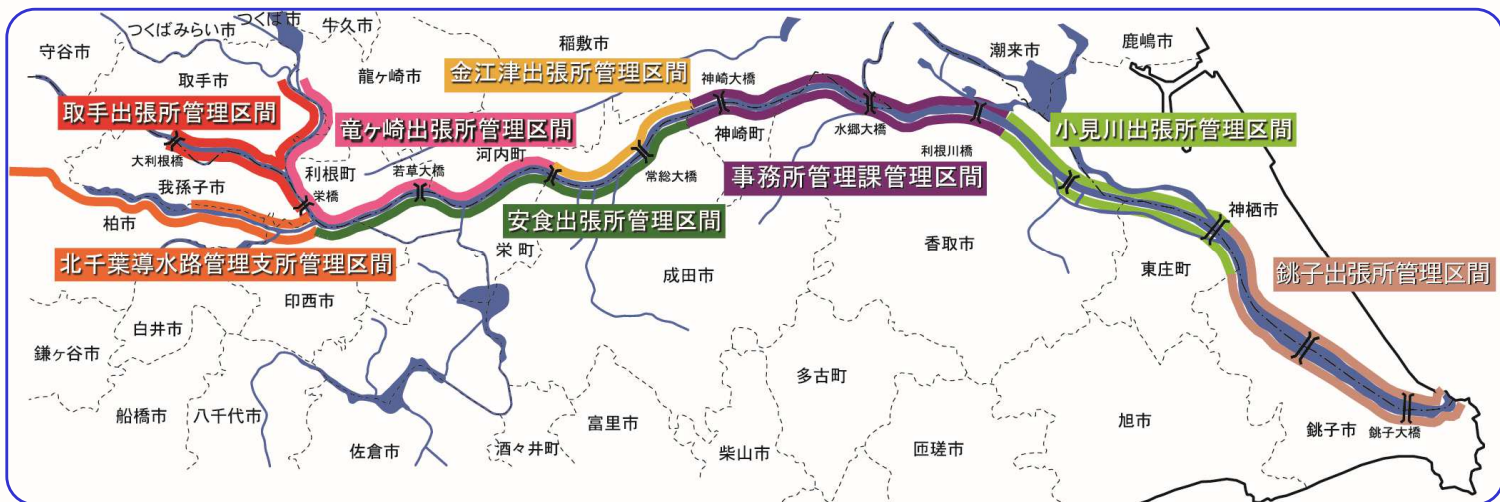 つくばみらい市
つくば市
牛久市
守谷市
稲敷市
潮来市
鹿嶋市
取手市
龍ヶ崎市
金江津出張所管理区間
神崎大橋
取手出張所管理区間
竜ヶ崎出張所管理区間
神崎町
水郷大橋
小見川出張所管理区間
大利根橋
利根町
河内町
若草大橋
常総大橋
利根川橋
事務所管理課管理区間
我孫子市
栄橋
柏市
安食出張所管理区間
神栖市
香取市
栄町
北千葉導水路管理支所管理区間
成田市
東庄町
銚子出張所管理区間
印西市
白井市
鎌ヶ谷市
多古町
船橋市
八千代市
富里市
旭市
銚子市
銚子大橋
佐倉市
酒々井町
柴山市
匝瑳市